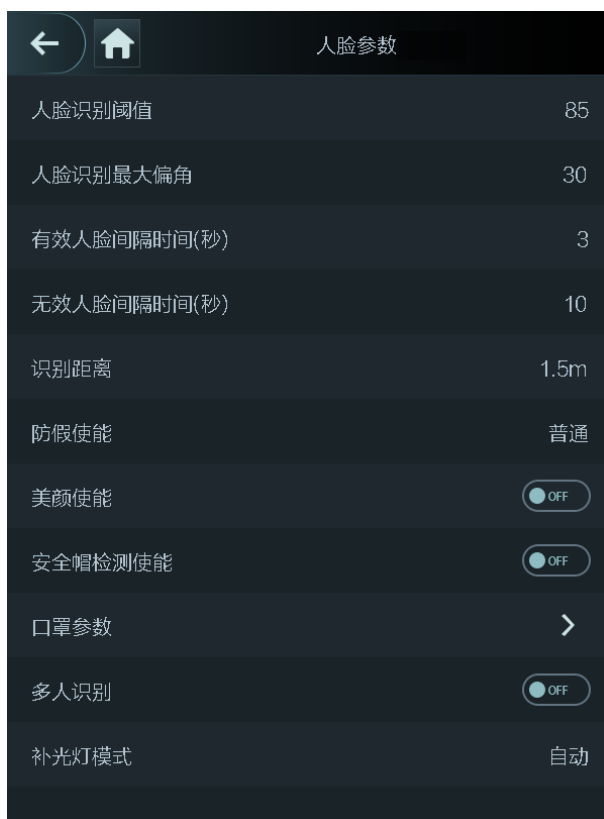 人脸参数
人脸识别阈值 85
人脸识别最大偏角 30
有效人脸间隔时间(秒) 3
无效人脸间隔时间(秒) 10
识别距离 1.5m
防假使能 普通
美颜使能 OFF
安全帽检测使能 OFF
口罩参数
多人识别 OFF
补光灯模式 自动